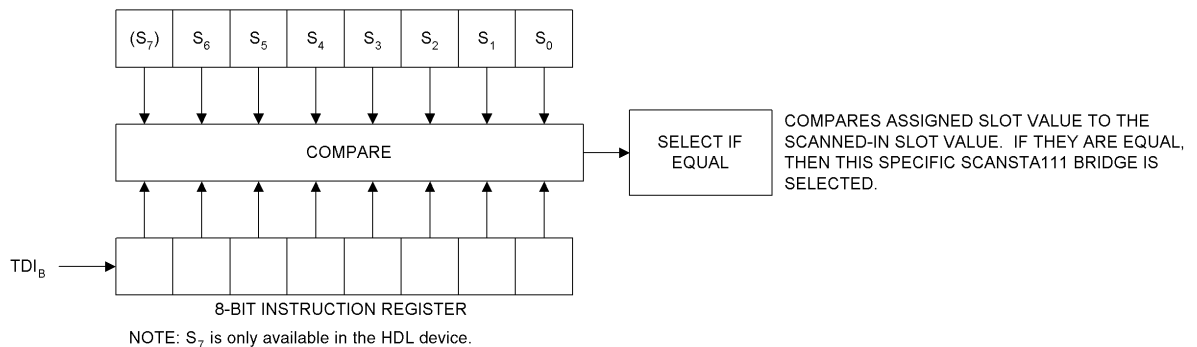 (S₇) S₆ S₅ S₄ S₃ S₂ S₁ S₀
COMPARE
SELECT IF
EQUAL
COMPARES ASSIGNED SLOT VALUE TO THE
SCANNED-IN SLOT VALUE. IF THEY ARE EQUAL,
THEN THIS SPECIFIC SCANSTA111 BRIDGE IS
SELECTED.
TDI_B
8-BIT INSTRUCTION REGISTER
NOTE: S₇ is only available in the HDL device.